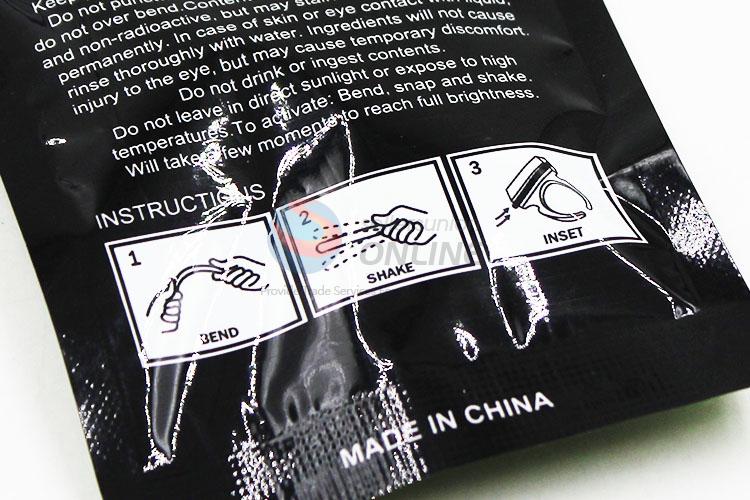 Keep
Do not punc
do not over bend.Conten
and non-radioactive, but may stain
permanently. In case of skin or eye contact with liquid,
rinse thoroughly with water. Ingredients will not cause
injury to the eye, but may cause temporary discomfort.
Do not drink or ingest contents.
Do not leave in direct sunlight or expose to high
temperatures.To activate: Bend, snap and shake.
Will take a few moments to reach full brightness.
INSTRUCTIONS
1
BEND
2
SHAKE
3
INSET
ONLINE
MADE IN CHINA